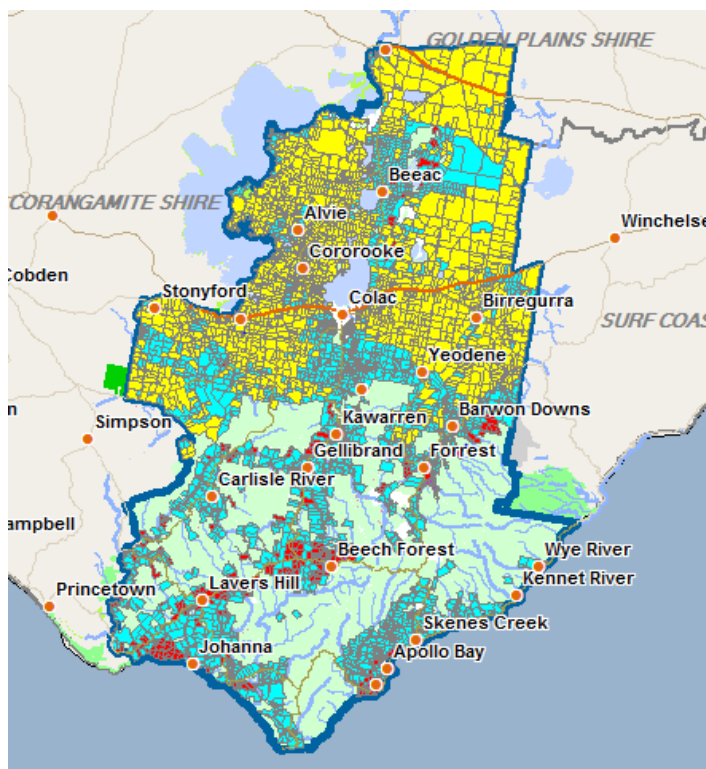 GOLDEN PLAINS SHIRE
Beeac
CORANGAMITE SHIRE
Alvie
Winchelse
Cororooke
Cobden
Stonyford
Colac
Birregurra
SURF COAS
Yeodene
Simpson
Kawarren
Barwon Downs
Gellibrand
Forrest
Carlisle River
ampbell
Beech Forest
Wye River
Princetown
Lavers Hill
Kennet River
Skenes Creek
Johanna
Apollo Bay